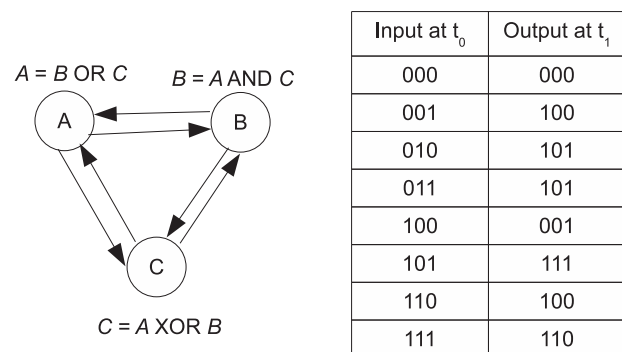 A = B OR C
B = A AND C
A
B
C
C = A XOR B
Input at t0 Output at t1
000 000
001 100
010 101
011 101
100 001
101 111
110 100
111 110